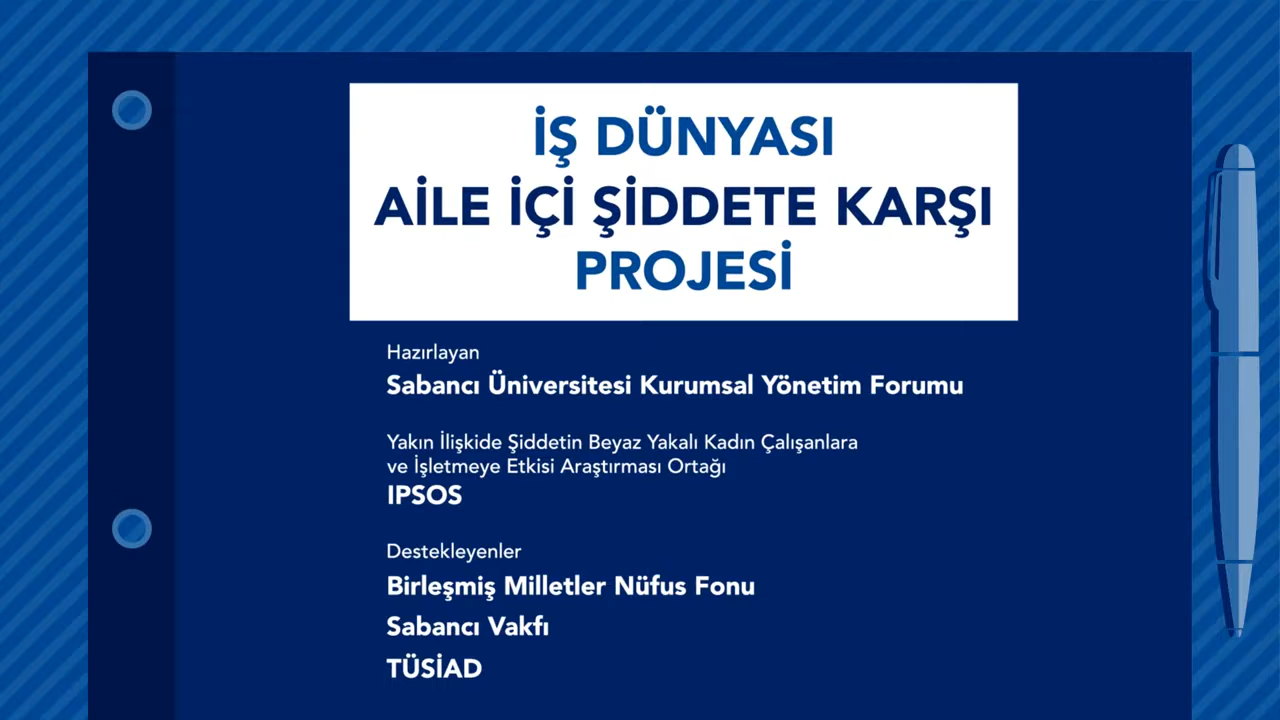 İŞ DÜNYASI
AİLE İÇİ ŞİDDETE KARŞI
PROJESİ
Hazırlayan
Sabancı Üniversitesi Kurumsal Yönetim Forumu
Yakın İlişkide Şiddetin Beyaz Yakalı Kadın Çalışanlara
ve İşletmeye Etkisi Araştırması Ortağı
IPSOS
Destekleyenler
Birleşmiş Milletler Nüfus Fonu
Sabancı Vakfı
TÜSİAD